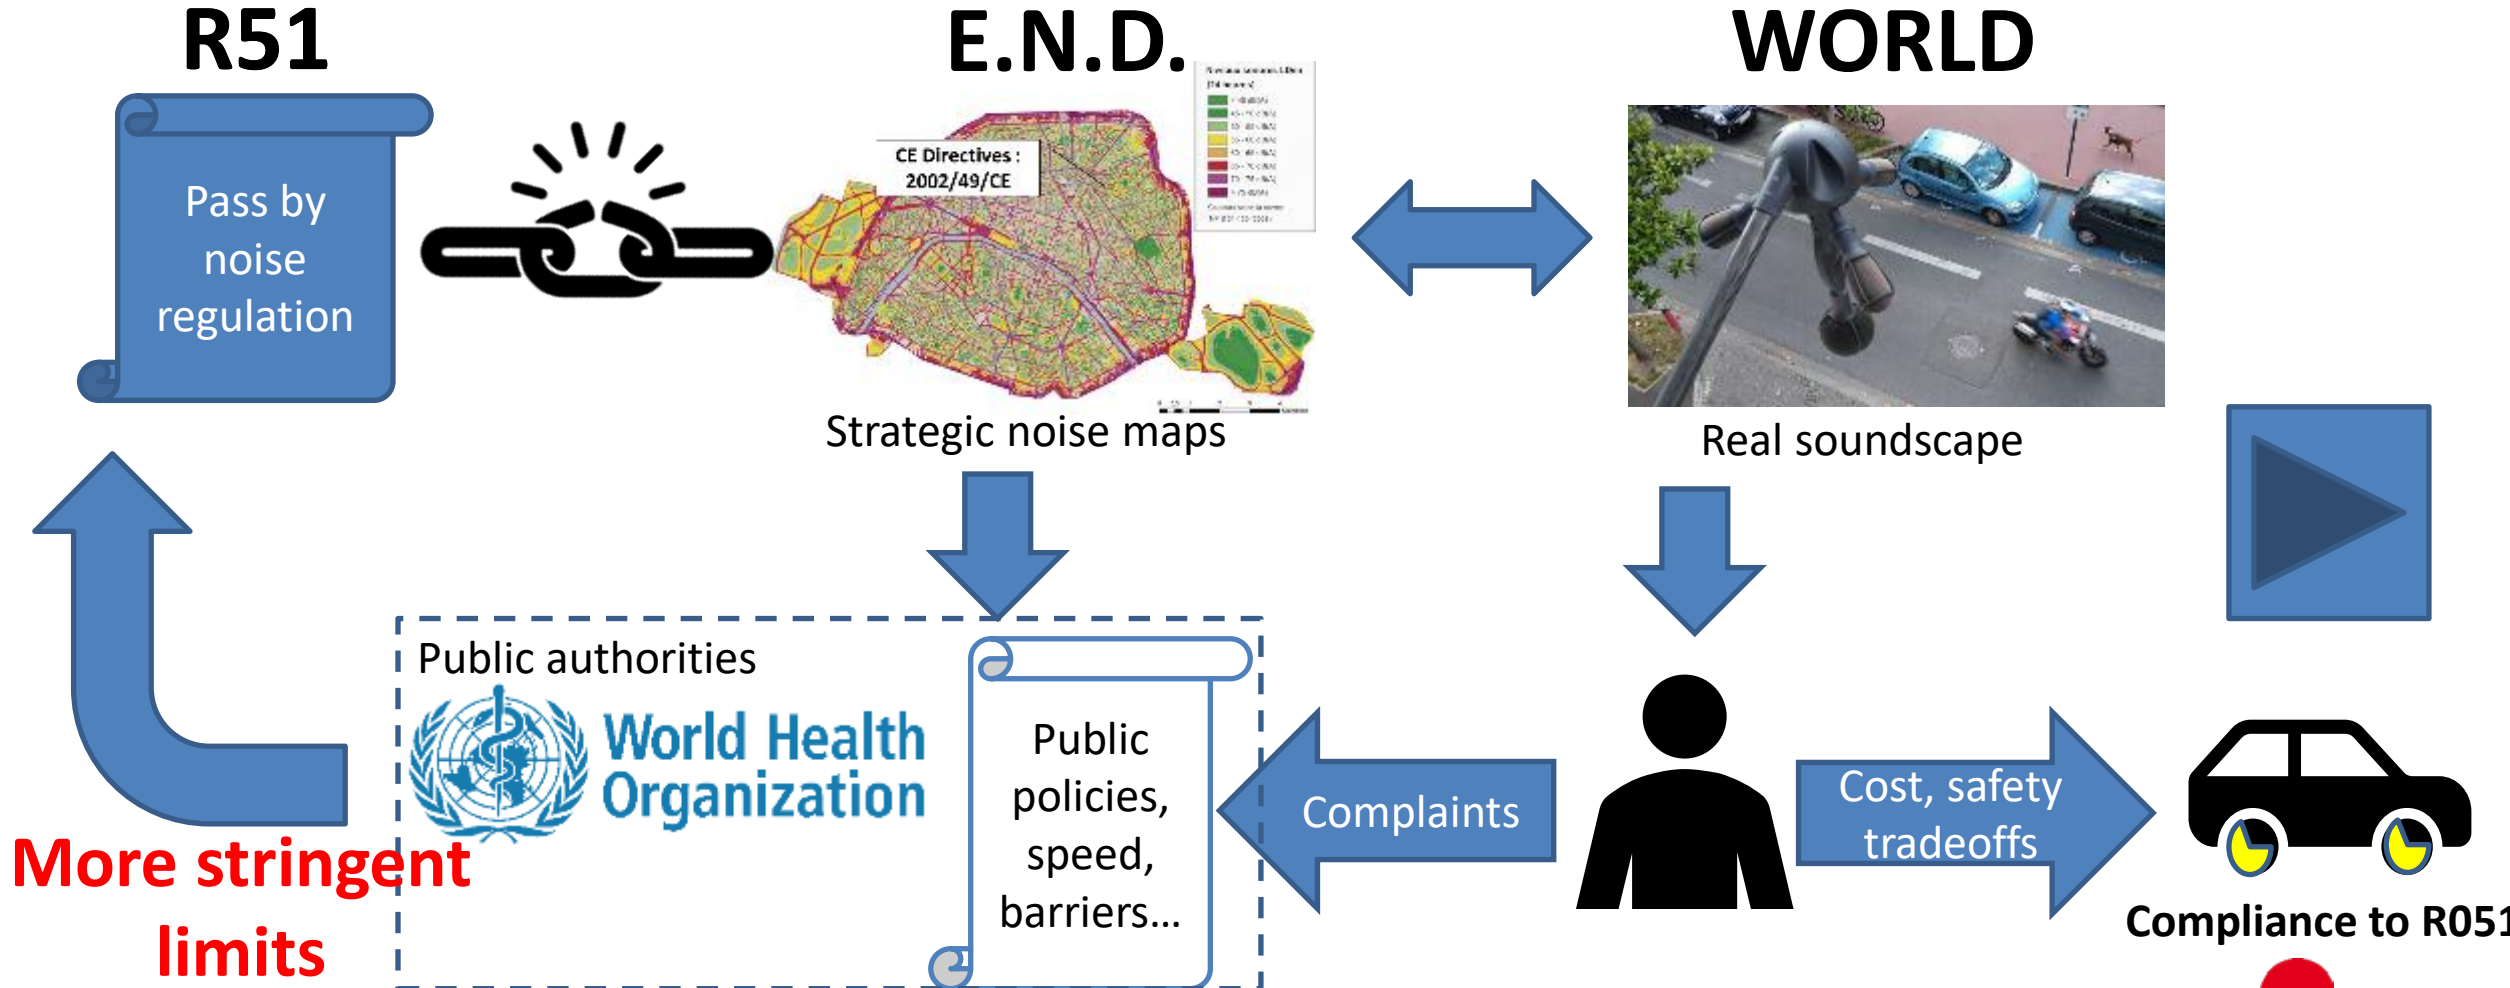 R51
E.N.D.
WORLD
Pass by
noise
regulation
CE Directives :
2002/49/CE
Strategic noise maps
Real soundscape
Public authorities
World Health
Organization
Public
policies,
speed,
barriers…
Complaints
Cost, safety
tradeoffs
More stringent
limits
Compliance to R051